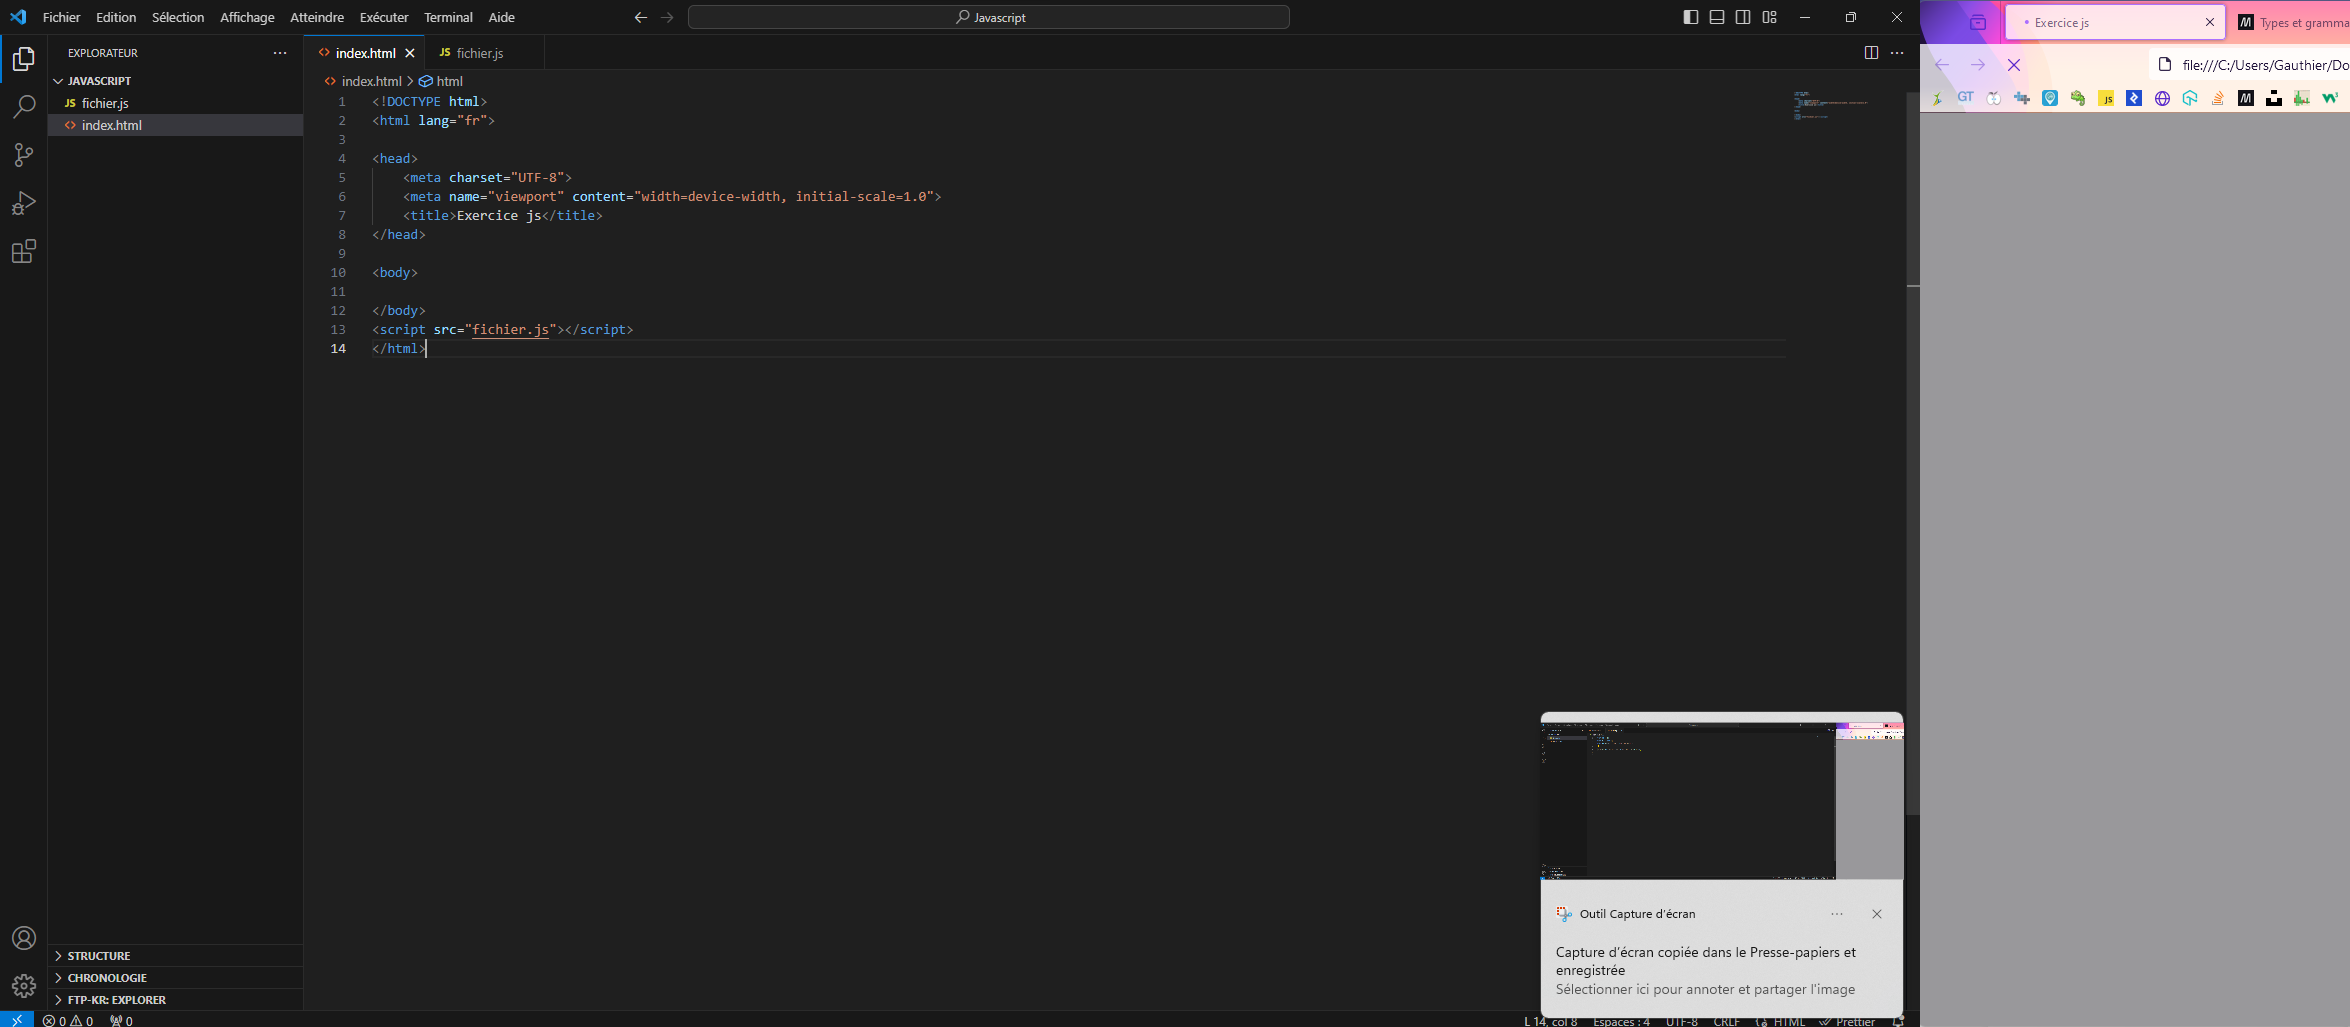 Fichier Edition Sélection Affichage Atteindre Exécuter Terminal Aide
Javascript
Exercice js
Types et gramma
file:///C:/Users/Gauthier/Do
GT
JS
EXPLORATEUR
JAVASCRIPT
JS fichier.js
index.html
index.html
JS fichier.js
index.html > html
1 <!DOCTYPE html>
2 <html lang="fr">
3
4 <head>
5 <meta charset="UTF-8">
6 <meta name="viewport" content="width=device-width, initial-scale=1.0">
7 <title>Exercice js</title>
8 </head>
9
10 <body>
11
12 </body>
13 <script src="fichier.js"></script>
14 </html>
STRUCTURE
CHRONOLOGIE
FTP-KR: EXPLORER
Outil Capture d'écran
Capture d'écran copiée dans le Presse-papiers et
enregistrée
Sélectionner ici pour annoter et partager l'image
0 0 0
L 14, col 8 Espaces : 4 UTF-8 CRLF HTML Prettier